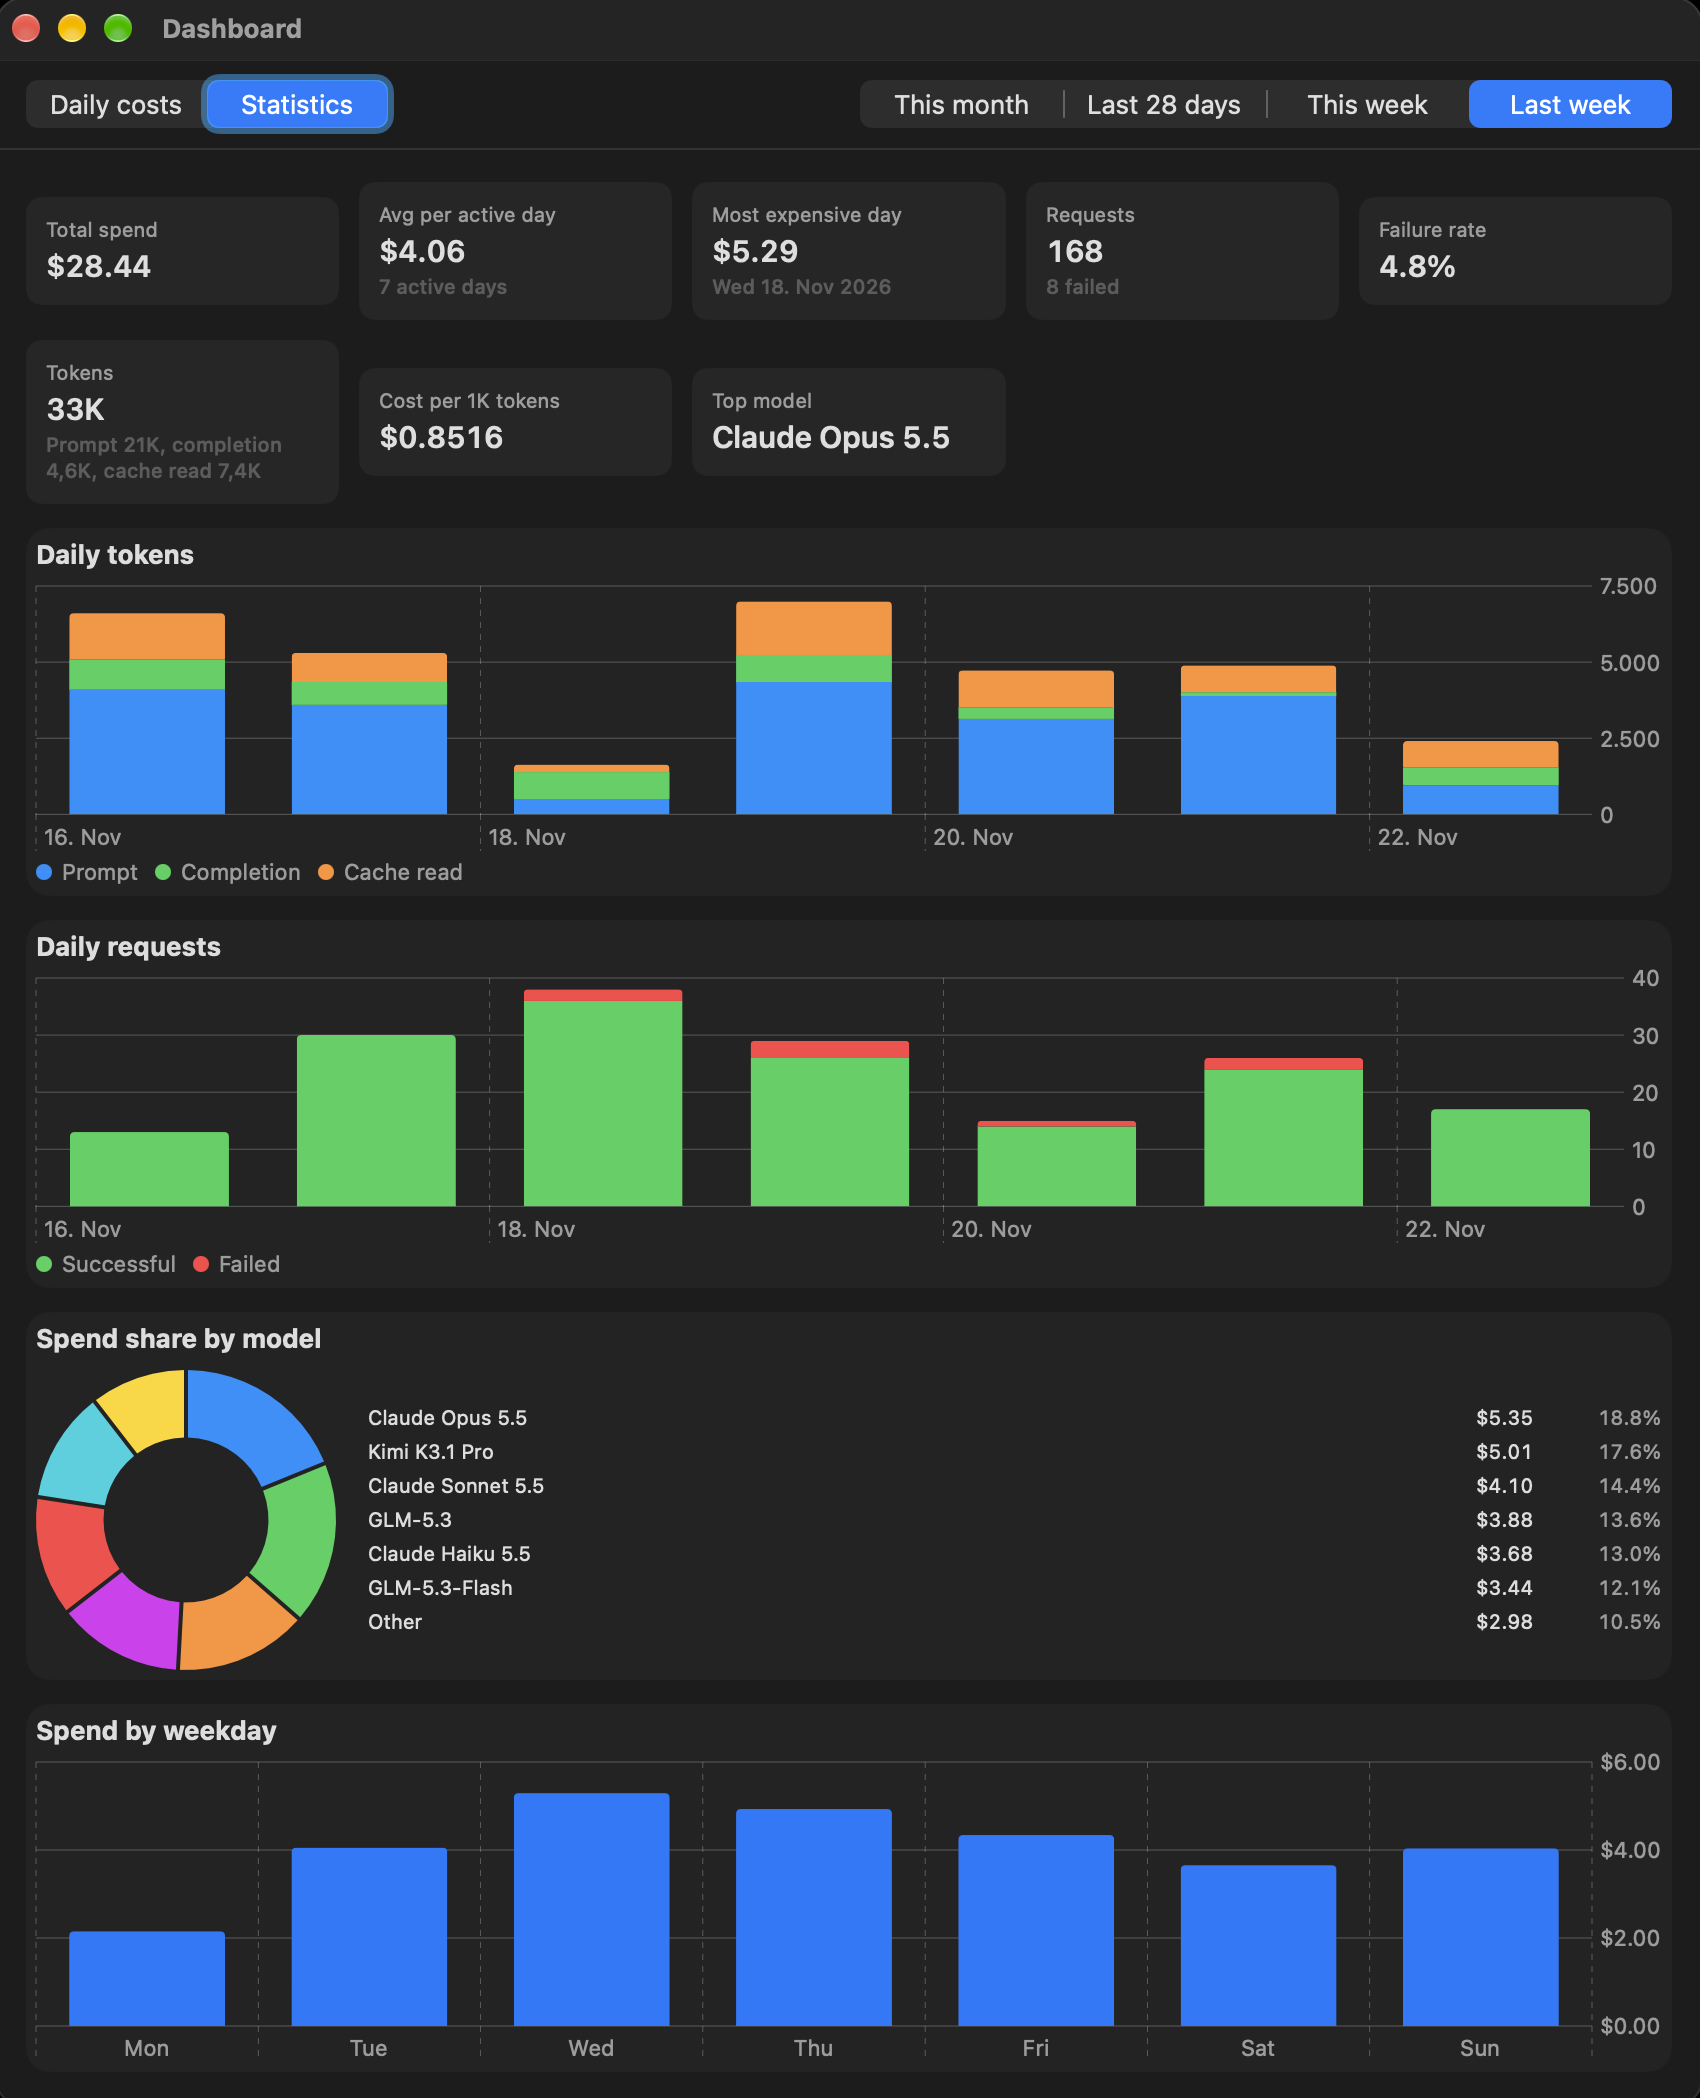 Dashboard
Daily costs
Statistics
This month
Last 28 days
This week
Last week
Total spend
$28.44
Avg per active day
$4.06
7 active days
Most expensive day
$5.29
Wed 18. Nov 2026
Requests
168
8 failed
Failure rate
4.8%
Tokens
33K
Prompt 21K, completion
4,6K, cache read 7,4K
Cost per 1K tokens
$0.8516
Top model
Claude Opus 5.5
Daily tokens
7.500
5.000
2.500
0
16. Nov
18. Nov
20. Nov
22. Nov
Prompt
Completion
Cache read
Daily requests
40
30
20
10
0
16. Nov
18. Nov
20. Nov
22. Nov
Successful
Failed
Spend share by model
Claude Opus 5.5 $5.35 18.8%
Kimi K3.1 Pro $5.01 17.6%
Claude Sonnet 5.5 $4.10 14.4%
GLM-5.3 $3.88 13.6%
Claude Haiku 5.5 $3.68 13.0%
GLM-5.3-Flash $3.44 12.1%
Other $2.98 10.5%
Spend by weekday
$6.00
$4.00
$2.00
$0.00
Mon
Tue
Wed
Thu
Fri
Sat
Sun